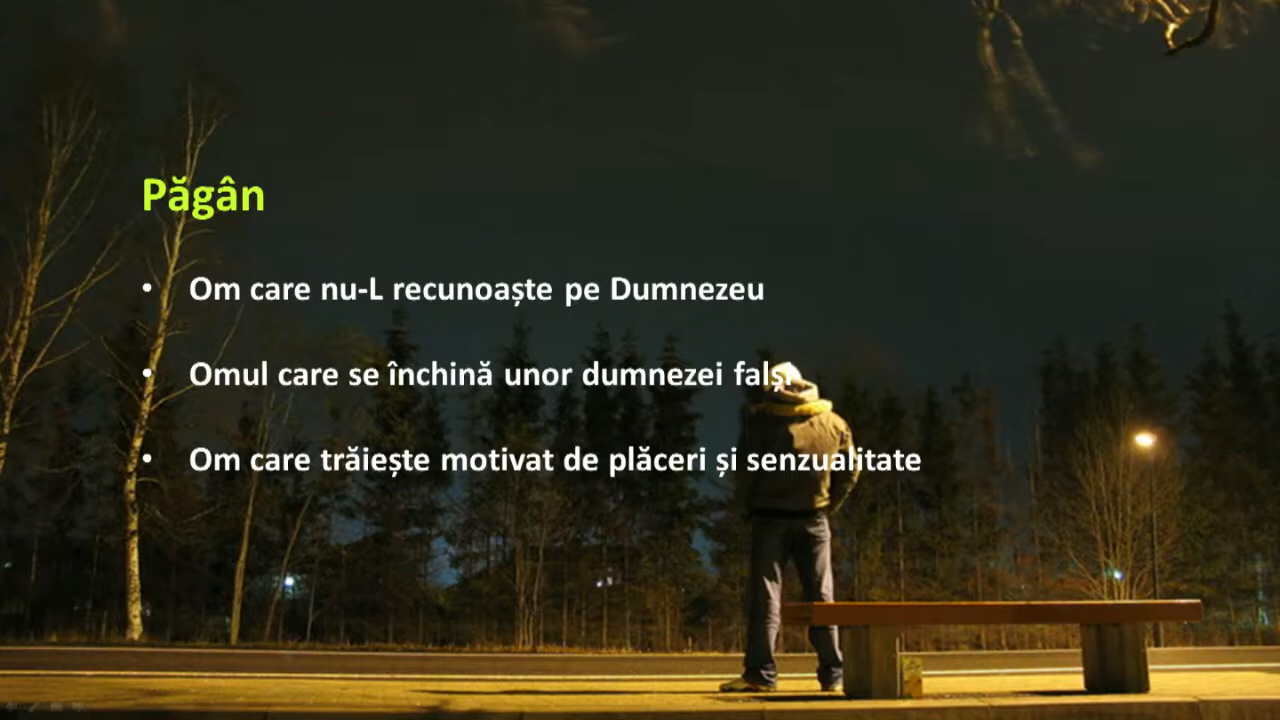 Păgân
• Om care nu-L recunoaște pe Dumnezeu
• Omul care se închină unor dumnezei falși
• Om care trăiește motivat de plăceri și senzualitate